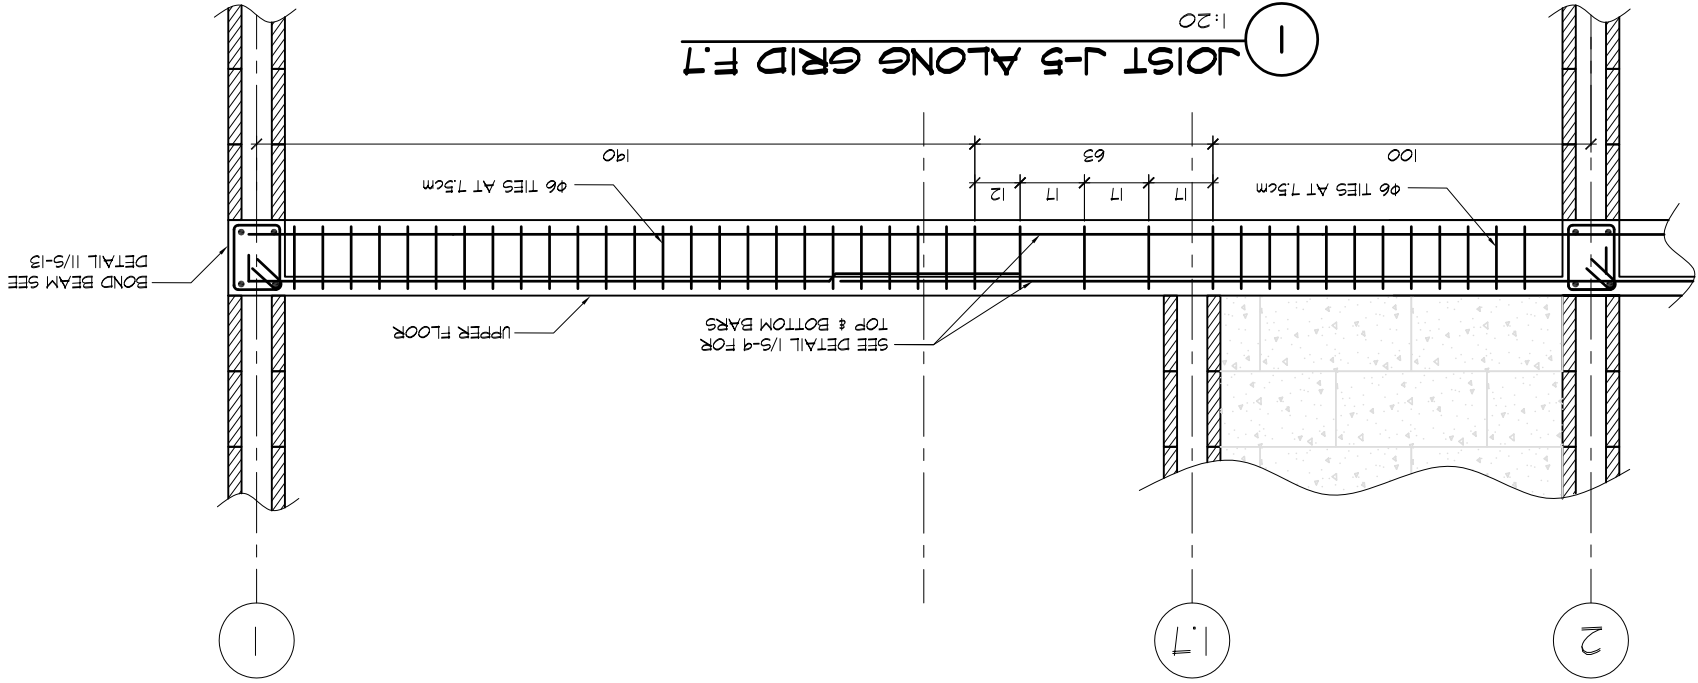 2
1.7
1
SEE DETAIL 1/S-9 FOR
TOP & BOTTOM BARS
UPPER FLOOR
BOND BEAM SEE
DETAIL 11/S-13
Φ6 TIES AT 7.5cm
17
17
17
12
Φ6 TIES AT 7.5cm
100
63
190
1
JOIST J-5 ALONG GRID F.7
1:20